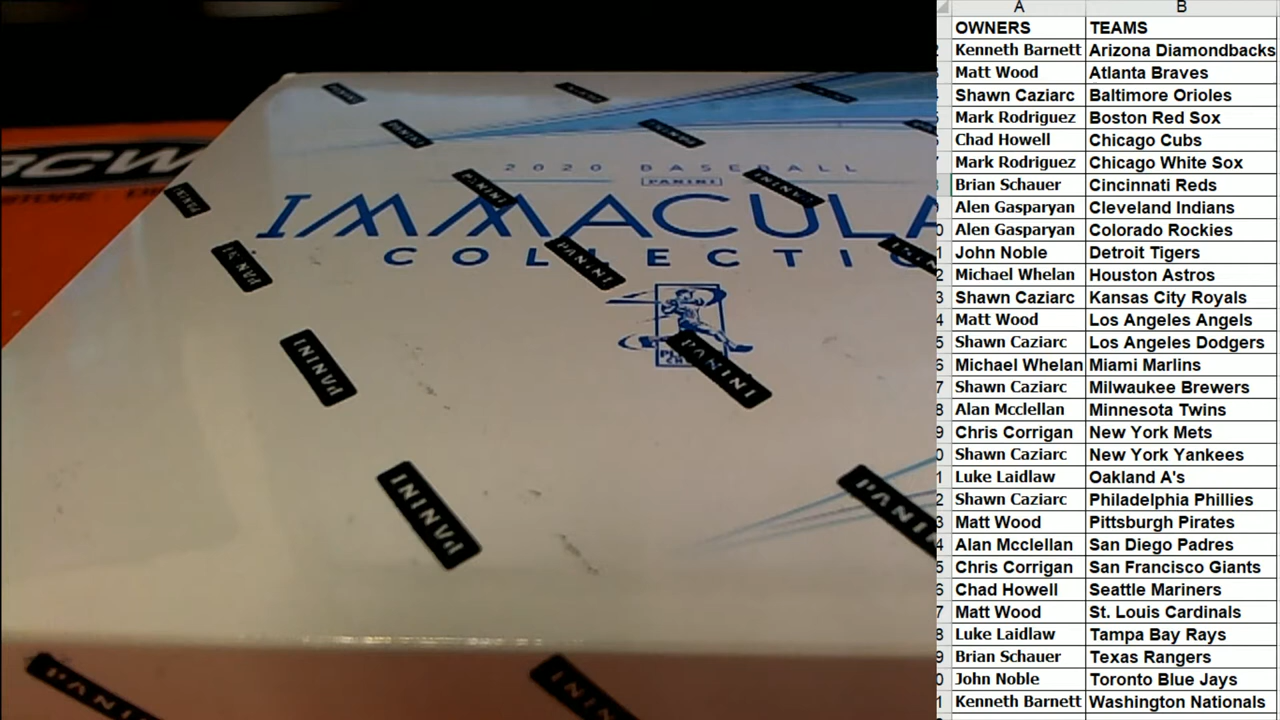 BCW
2020 BASEBALL
PANINI
IMMACULA
COLLECTIO
PANINI
PANINI
PANINI
PANINI
PANINI
PANINI
PANINI
PANINI
PANINI
A B
OWNERS TEAMS
Kenneth Barnett Arizona Diamondbacks
Matt Wood Atlanta Braves
Shawn Caziarc Baltimore Orioles
Mark Rodriguez Boston Red Sox
Chad Howell Chicago Cubs
Mark Rodriguez Chicago White Sox
Brian Schauer Cincinnati Reds
Alen Gasparyan Cleveland Indians
Alen Gasparyan Colorado Rockies
John Noble Detroit Tigers
Michael Whelan Houston Astros
Shawn Caziarc Kansas City Royals
Matt Wood Los Angeles Angels
Shawn Caziarc Los Angeles Dodgers
Michael Whelan Miami Marlins
Shawn Caziarc Milwaukee Brewers
Alan Mcclellan Minnesota Twins
Chris Corrigan New York Mets
Shawn Caziarc New York Yankees
Luke Laidlaw Oakland A's
Shawn Caziarc Philadelphia Phillies
Matt Wood Pittsburgh Pirates
Alan Mcclellan San Diego Padres
Chris Corrigan San Francisco Giants
Chad Howell Seattle Mariners
Matt Wood St. Louis Cardinals
Luke Laidlaw Tampa Bay Rays
Brian Schauer Texas Rangers
John Noble Toronto Blue Jays
Kenneth Barnett Washington Nationals